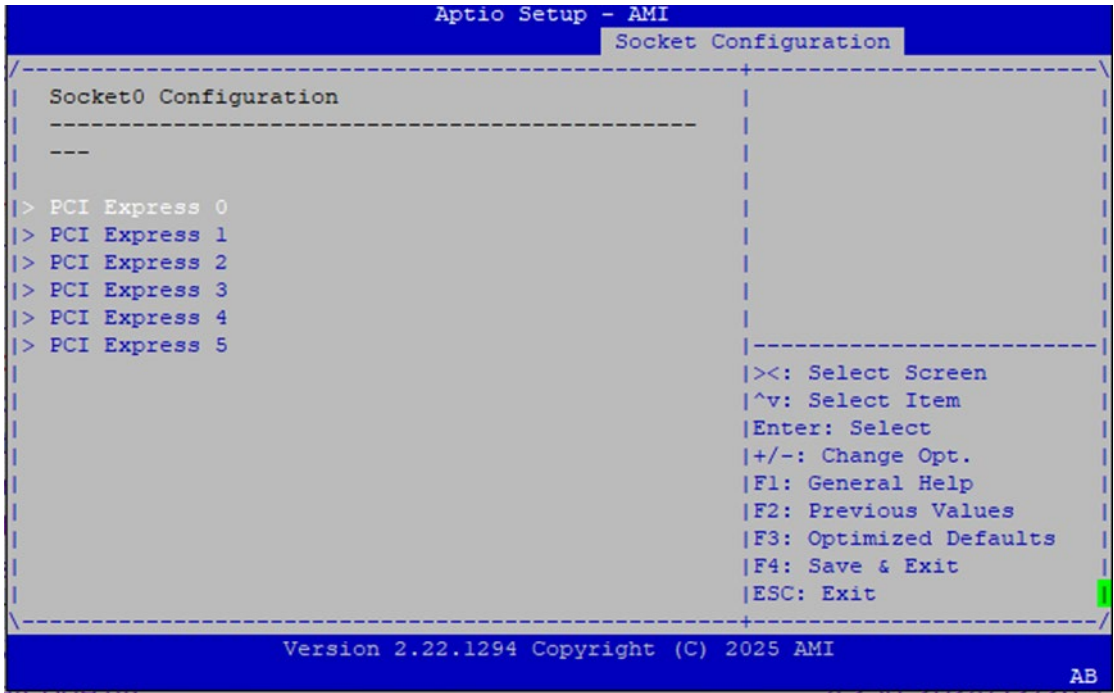 Aptio Setup - AMI
Socket Configuration
Socket0 Configuration
> PCI Express 0
> PCI Express 1
> PCI Express 2
> PCI Express 3
> PCI Express 4
> PCI Express 5
><: Select Screen
^v: Select Item
Enter: Select
+/-: Change Opt.
F1: General Help
F2: Previous Values
F3: Optimized Defaults
F4: Save & Exit
ESC: Exit
Version 2.22.1294 Copyright (C) 2025 AMI
AB